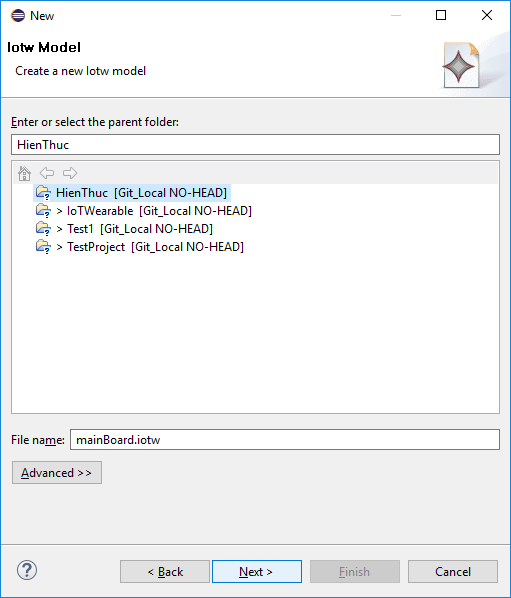 New
Iotw Model
Create a new Iotw model
Enter or select the parent folder:
HienThuc
HienThuc [Git_Local NO-HEAD]
> IoTWearable [Git_Local NO-HEAD]
> Test1 [Git_Local NO-HEAD]
> TestProject [Git_Local NO-HEAD]
File name: mainBoard.iotw
Advanced >>
? < Back Next > Finish Cancel